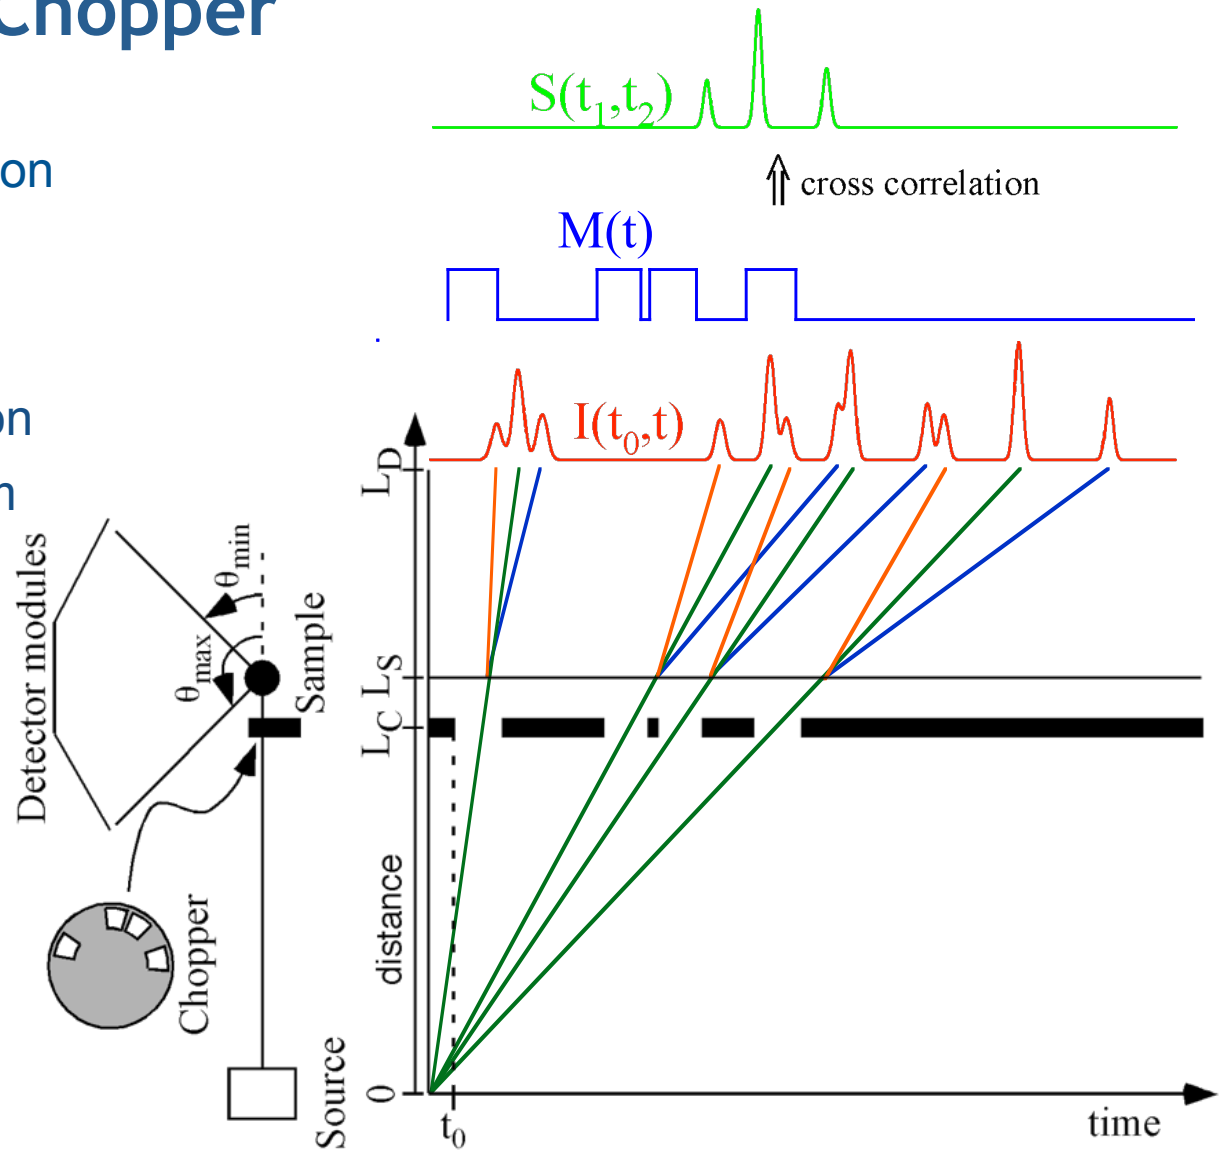 Chopper
on
on
n
S(t1,t2)
cross correlation
M(t)
I(t0,t)
LD
LS
LC
distance
0
t0
time
Detector modules
θmin
θmax
Sample
Chopper
Source